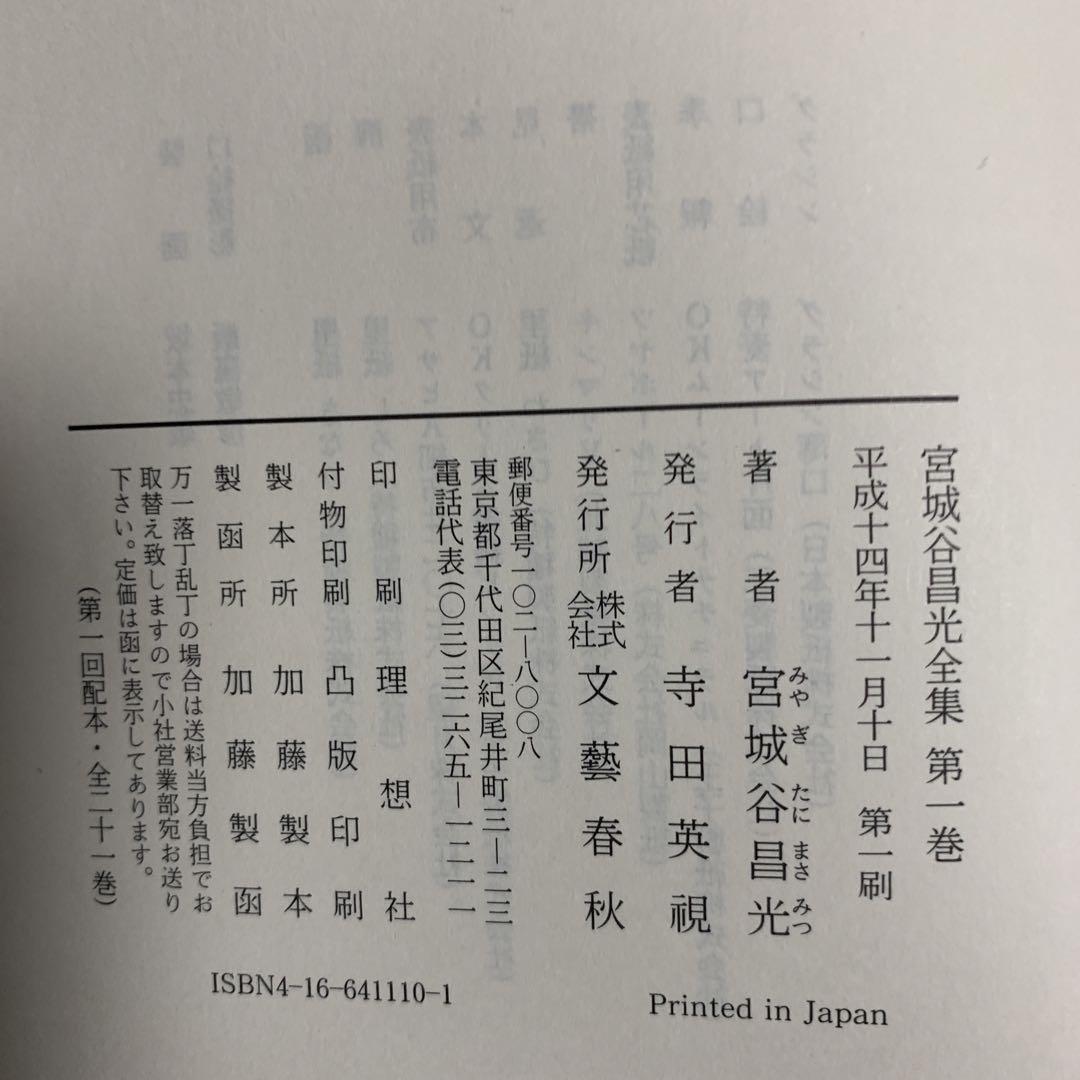 宮城谷昌光全集 第一巻
平成十四年十一月十日 第一刷
著者 宮城谷昌光
みやぎたにまさみつ
発行者 寺田英視
発行所 株式会社 文藝春秋
郵便番号一〇二―八〇〇八
東京都千代田区紀尾井町三―二三
電話代表(〇三)三二六五―一二一一
印刷 理想社
付物印刷 凸版印刷
製本所 加藤製本
製函所 加藤製函
万一落丁乱丁の場合は送料当方負担でお
取替え致しますので小社営業部宛お送り
下さい。定価は函に表示してあります。
(第一回配本・全二十一巻)
ISBN4-16-641110-1
Printed in Japan